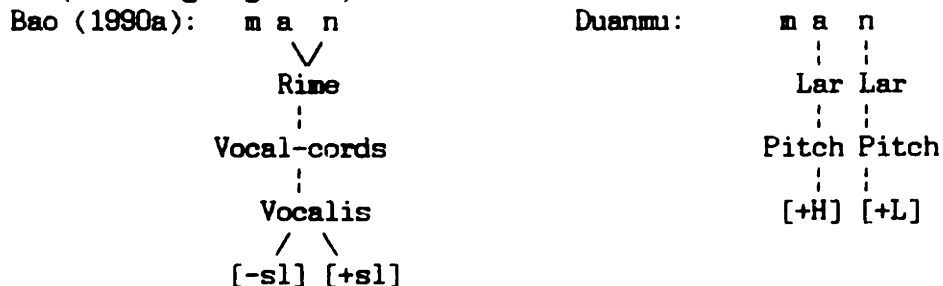 Bao (1990a): m a n Duanmu: m a n
Rime Lar Lar
Vocal-cords Pitch Pitch
Vocalis [+H] [+L]
[-sl] [+sl]